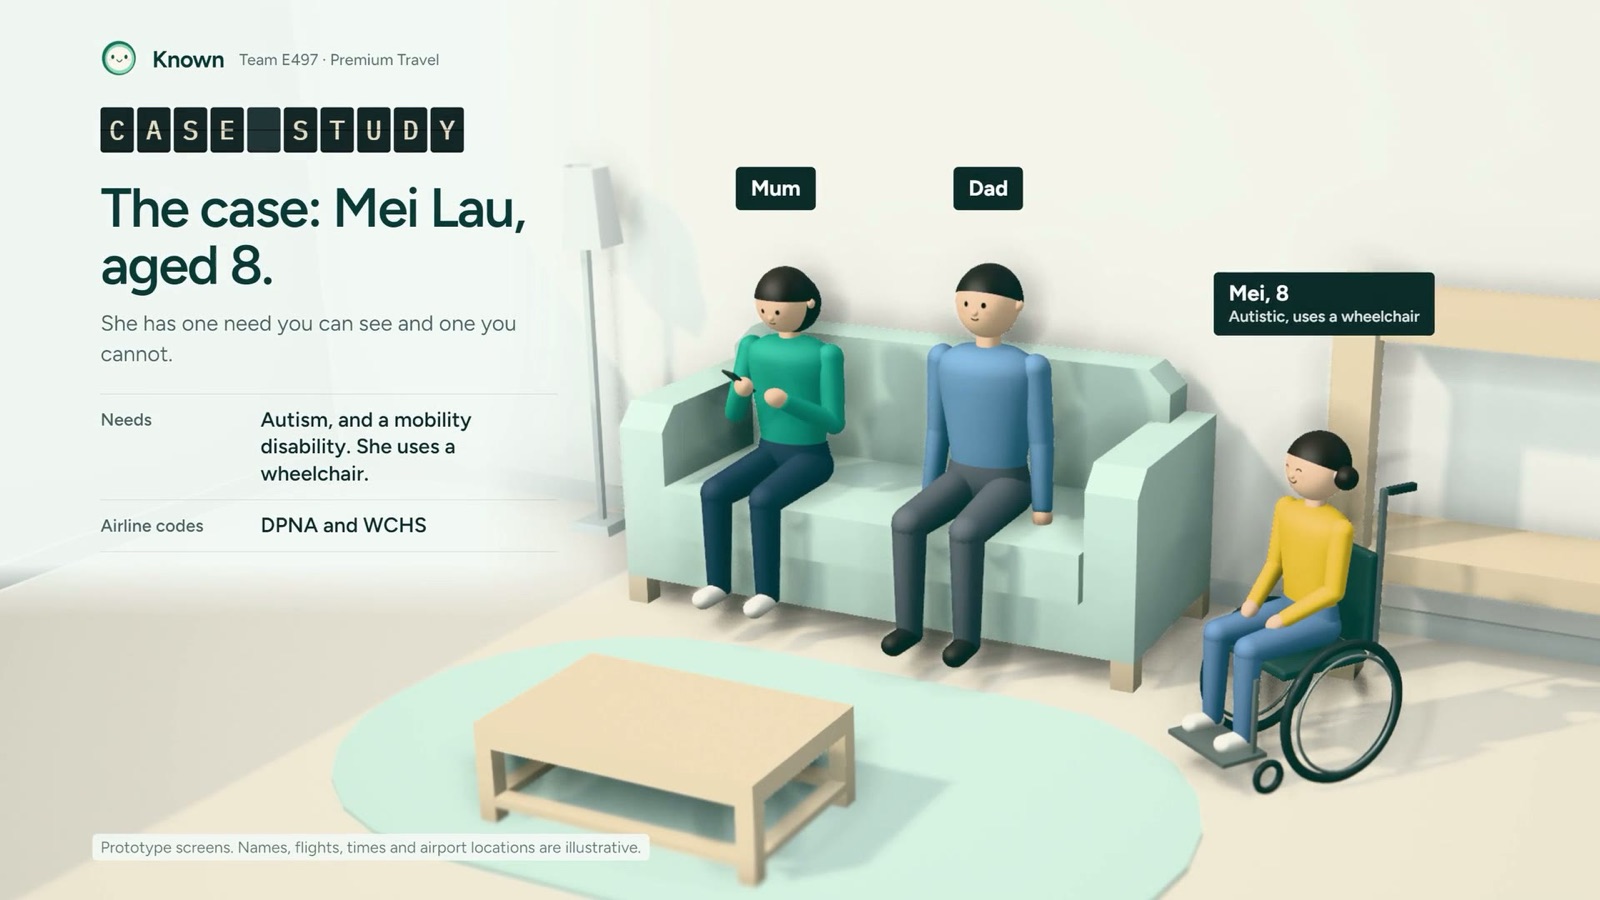 Known Team E497 · Premium Travel
CASE STUDY
The case: Mei Lau,
aged 8.
She has one need you can see and one you
cannot.
Needs
Autism, and a mobility
disability. She uses a
wheelchair.
Airline codes
DPNA and WCHS
Mum
Dad
Mei, 8
Autistic, uses a wheelchair
Prototype screens. Names, flights, times and airport locations are illustrative.